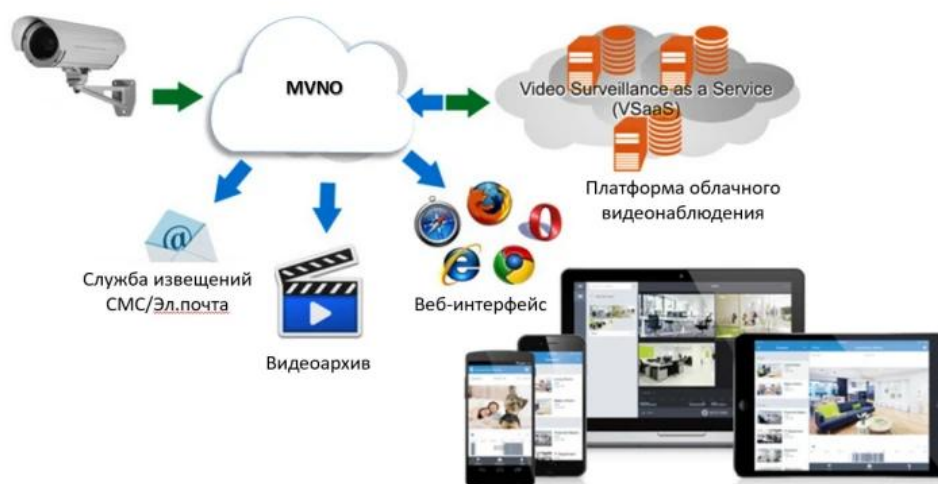 MVNO
Video Surveillance as a Service
(VSaaS)
Платформа облачного
видеонаблюдения
@
Служба извещений
СМС/Эл.почта
Веб-интерфейс
Видеоархив